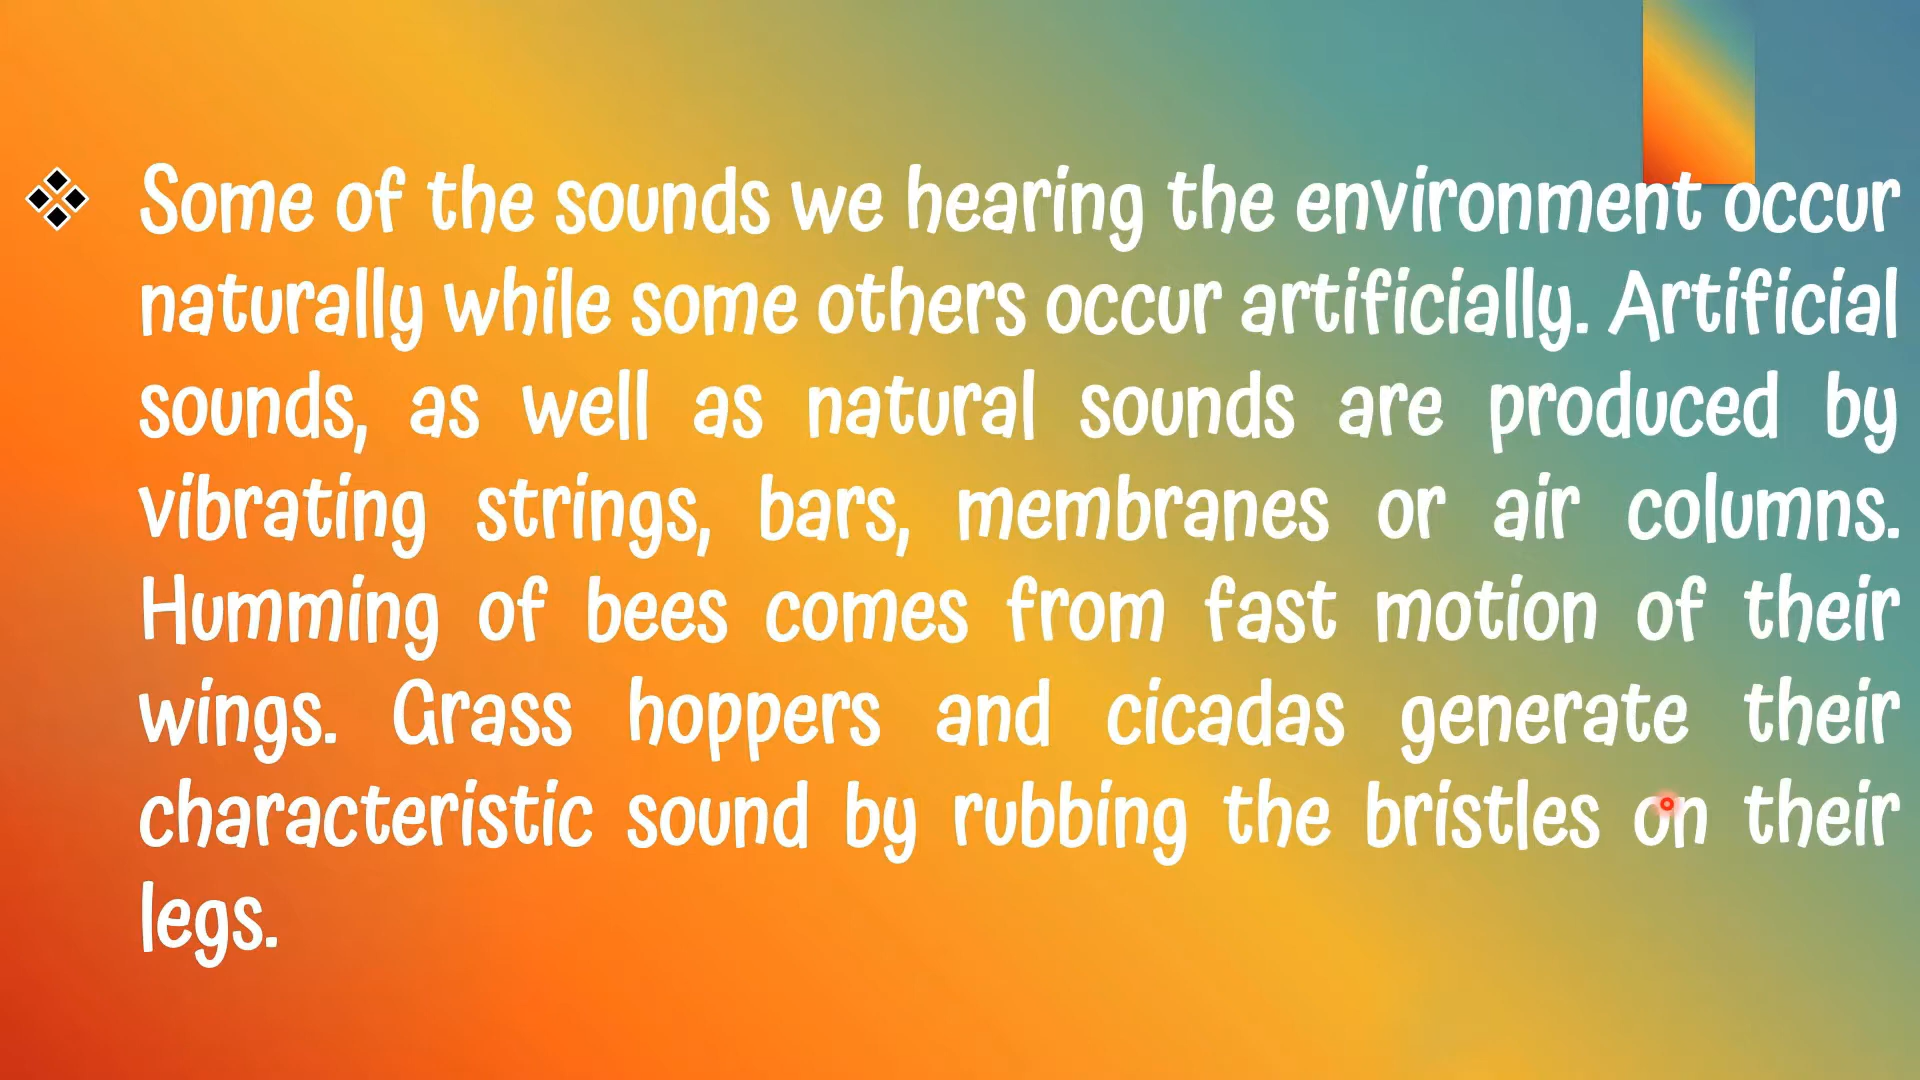 Some of the sounds we hearing the environment occur
naturally while some others occur artificially. Artificial
sounds, as well as natural sounds are produced by
vibrating strings, bars, membranes or air columns.
Humming of bees comes from fast motion of their
wings. Grass hoppers and cicadas generate their
characteristic sound by rubbing the bristles on their
legs.